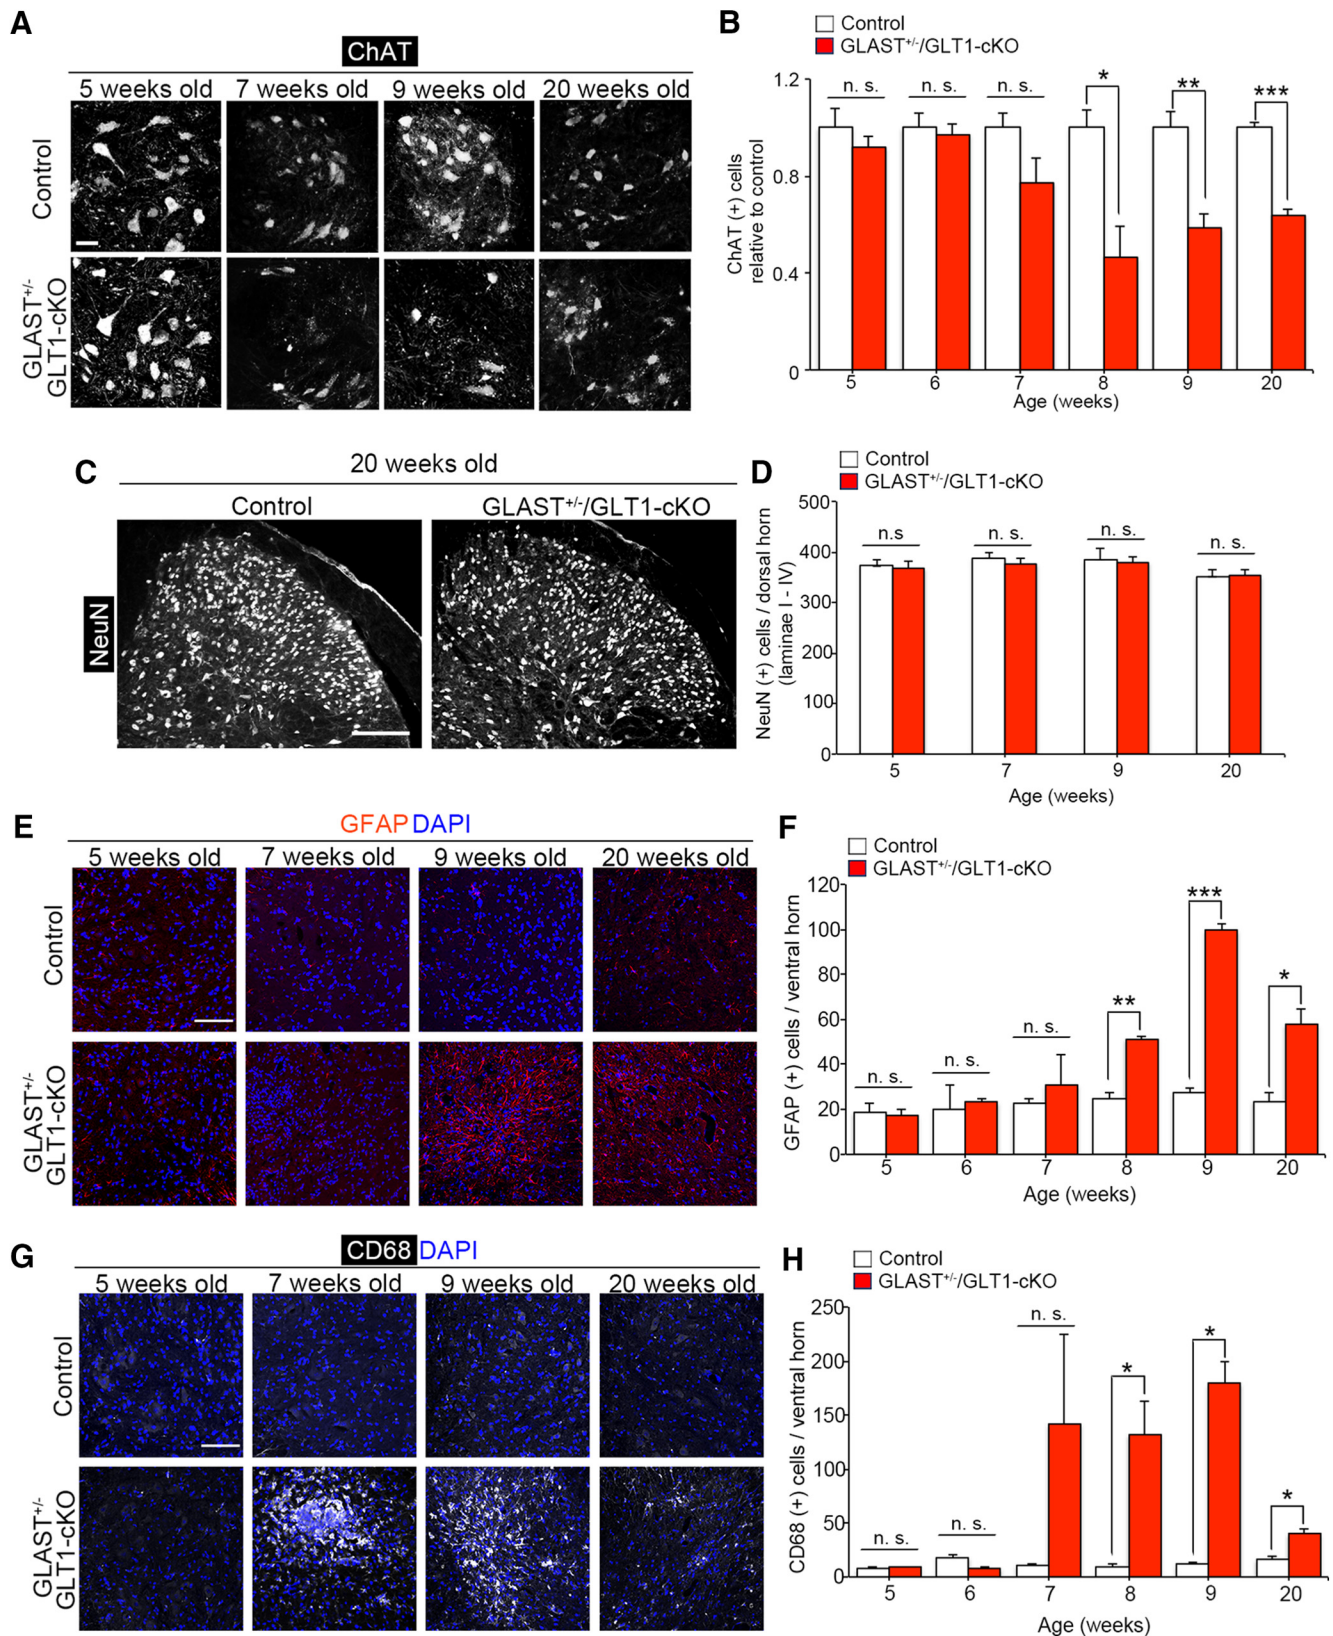 A
ChAT
5 weeks old 7 weeks old 9 weeks old 20 weeks old
Control
GLAST+/-
GLT1-cKO
B
Control
GLAST+/-/GLT1-cKO
ChAT (+) cells
relative to control
1.2
0.8
0.4
0
n. s. n. s. n. s. * ** ***
5 6 7 8 9 20
Age (weeks)
C
20 weeks old
Control GLAST+/-/GLT1-cKO
NeuN
D
Control
GLAST+/-/GLT1-cKO
NeuN (+) cells / dorsal horn
(laminae I - IV)
500
400
300
200
100
0
n.s n. s. n. s. n. s.
5 7 9 20
Age (weeks)
E
GFAP DAPI
5 weeks old 7 weeks old 9 weeks old 20 weeks old
Control
GLAST+/-
GLT1-cKO
F
Control
GLAST+/-/GLT1-cKO
GFAP (+) cells / ventral horn
120
100
80
60
40
20
0
n. s. n. s. n. s. ** *** *
5 6 7 8 9 20
Age (weeks)
G
CD68 DAPI
5 weeks old 7 weeks old 9 weeks old 20 weeks old
Control
GLAST+/-
GLT1-cKO
H
Control
GLAST+/-/GLT1-cKO
CD68 (+) cells / ventral horn
250
200
150
100
50
0
n. s. n. s. n. s. * * *
5 6 7 8 9 20
Age (weeks)